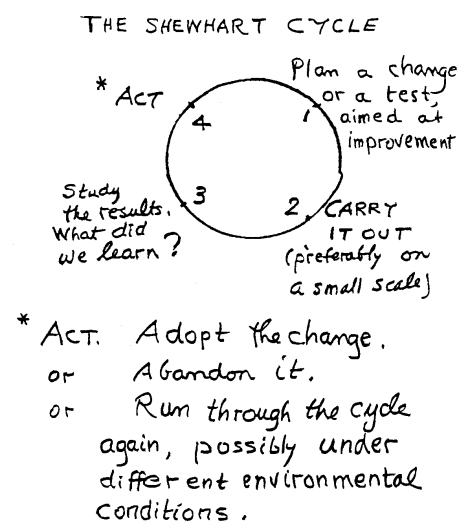 THE SHEWHART CYCLE
* ACT
4
Plan a change
or a test,
aimed at
improvement
1
Study
the results.
What did
we learn?
3
2
CARRY
IT OUT
(preferably on
a small scale)
* ACT. Adopt the change.
or Abandon it.
or Run through the cycle
again, possibly under
different environmental
conditions.